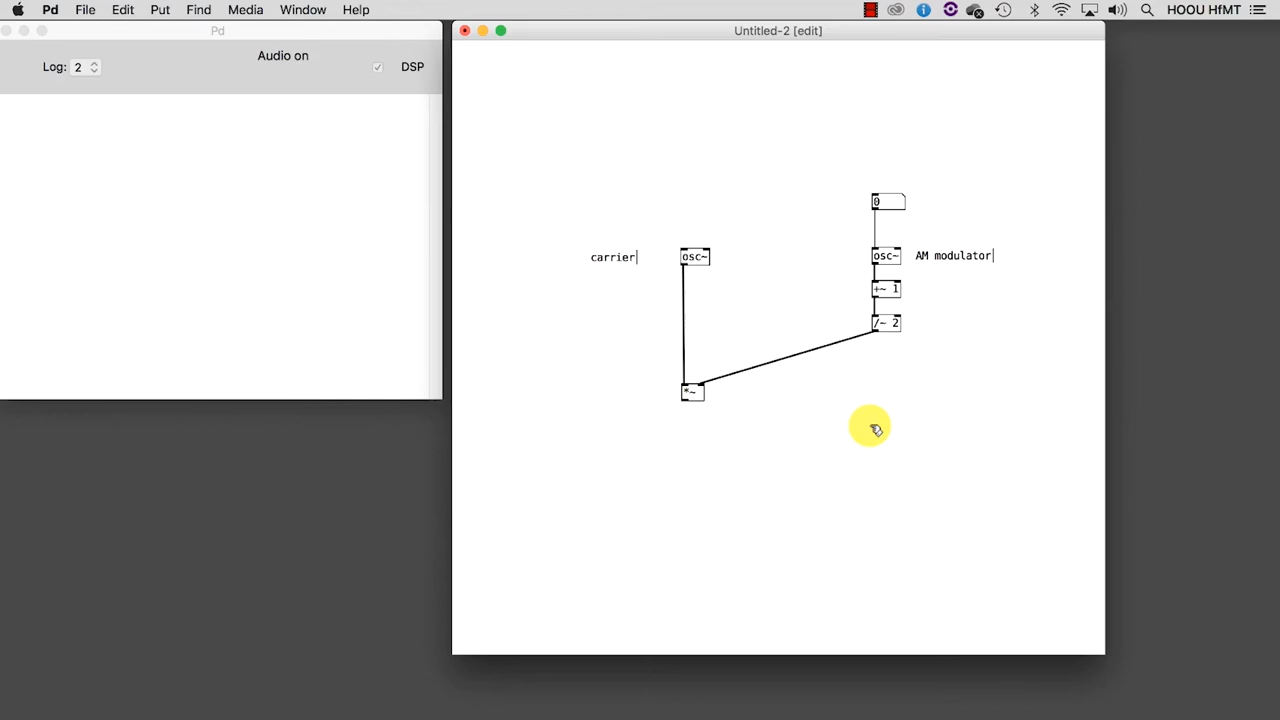 Pd File Edit Put Find Media Window Help HOOU HfMT
Pd
Untitled-2 [edit]
Audio on
Log: 2 DSP
0
carrier osc~
osc~ AM modulator
+~ 1
/~ 2
*~